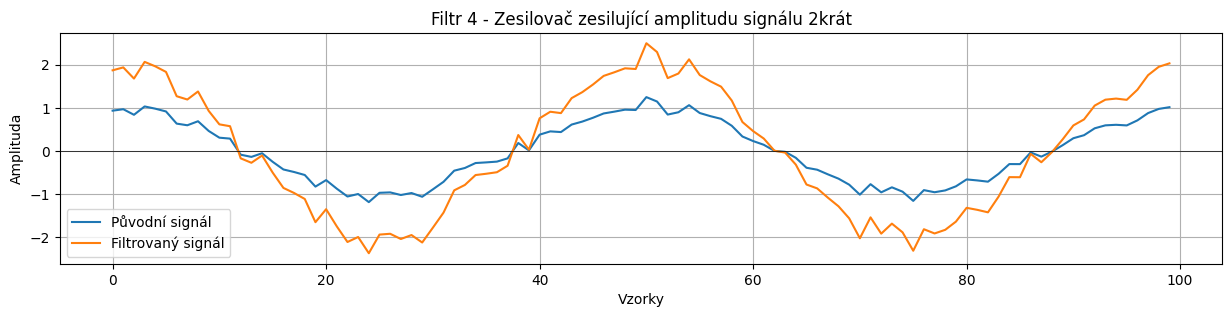 Filtr 4 - Zesilovač zesilující amplitudu signálu 2krát
Amplituda
2
1
0
−1
−2
Původní signál
Filtrovaný signál
0 20 40 60 80 100
Vzorky